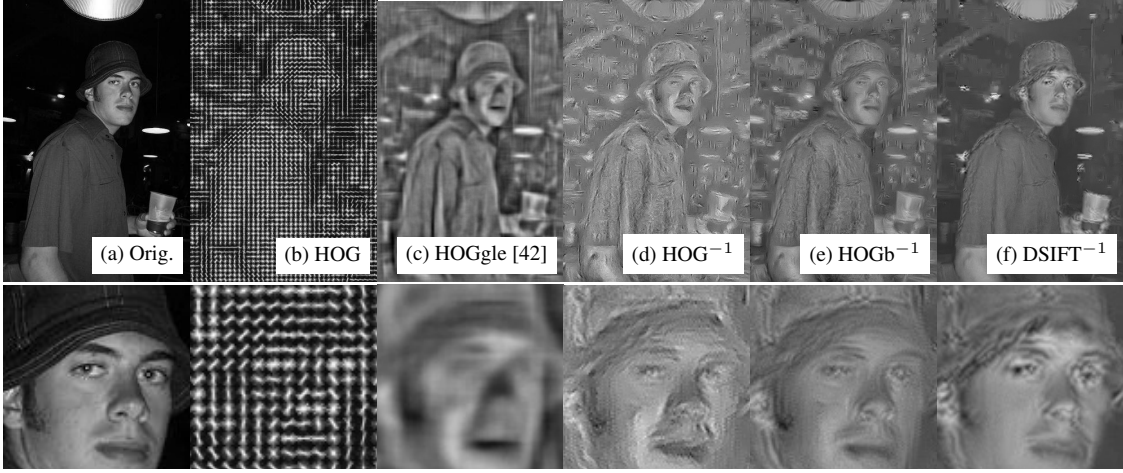 (a) Orig.
(b) HOG
(c) HOGgle [42]
(d) HOG⁻¹
(e) HOGb⁻¹
(f) DSIFT⁻¹